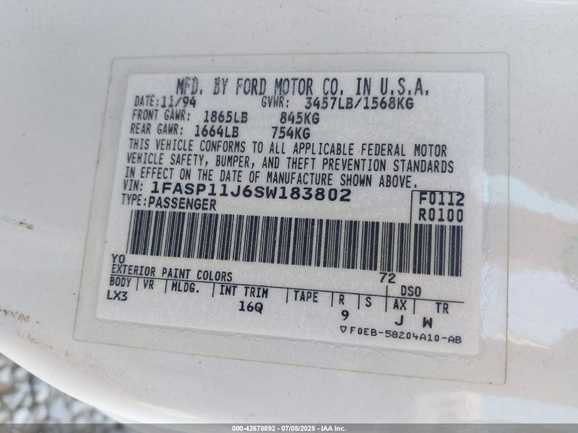 MFD. BY FORD MOTOR CO. IN U.S.A.
DATE: 11/94 GVWR: 3457LB/1568KG
FRONT GAWR: 1865LB 845KG
REAR GAWR: 1664LB 754KG
THIS VEHICLE CONFORMS TO ALL APPLICABLE FEDERAL MOTOR
VEHICLE SAFETY, BUMPER, AND THEFT PREVENTION STANDARDS
IN EFFECT ON THE DATE OF MANUFACTURE SHOWN ABOVE.
VIN: 1FASP11J6SW183802
TYPE: PASSENGER
F0112
R0100
YO 72
EXTERIOR PAINT COLORS DSO
BODY VR MLDG. INT TRIM TAPE R S AX TR
LX3 16Q 9 J W
F0EB-58204A10-AB
000-42678692 - 07/08/2025 - IAA, Inc.